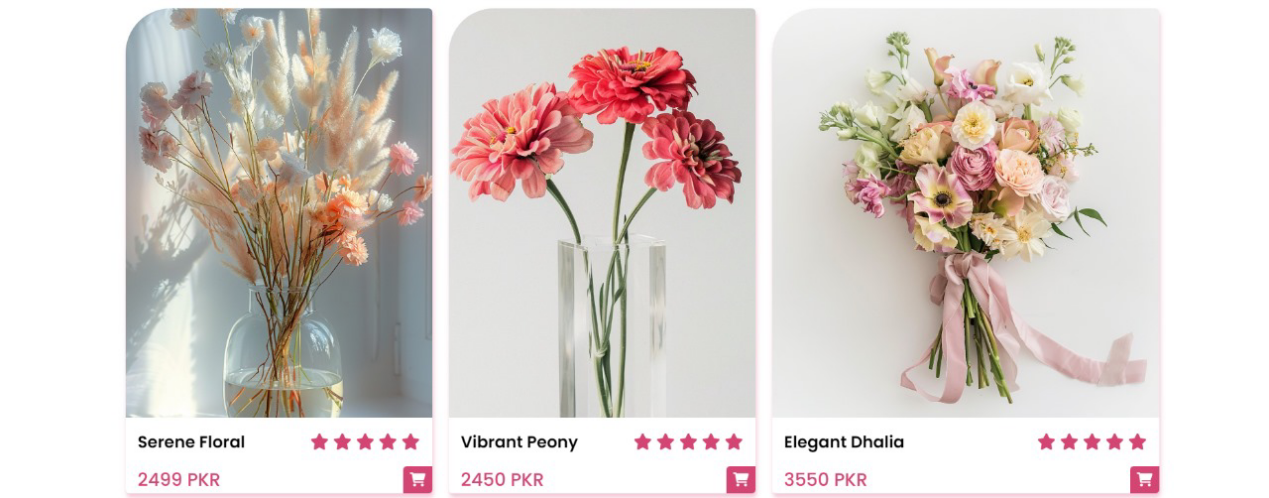 Serene Floral
2499 PKR
Vibrant Peony
2450 PKR
Elegant Dhalia
3550 PKR